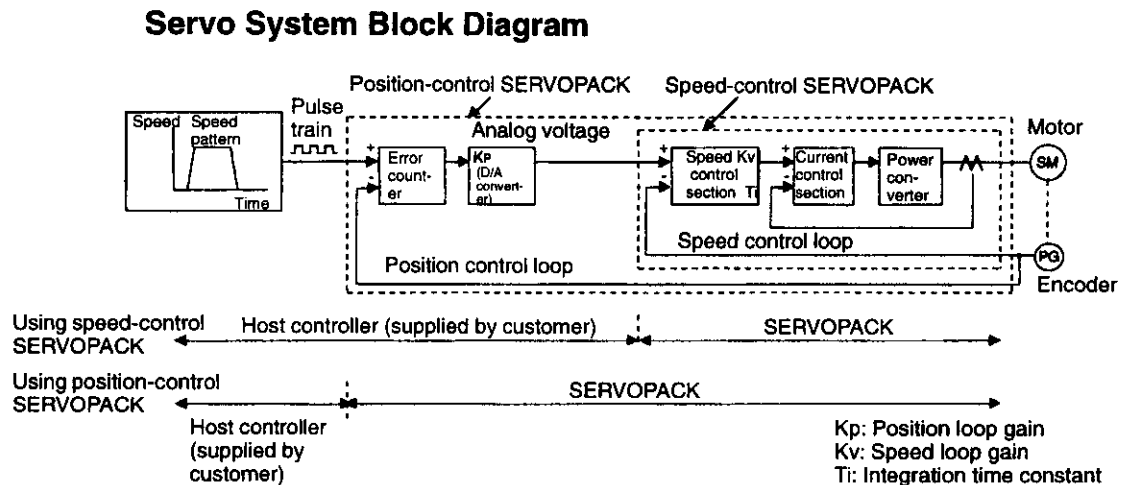 Servo System Block Diagram
Position-control SERVOPACK
Speed-control SERVOPACK
Speed
Speed
pattern
Time
Pulse
train
Analog voltage
Motor
+
-
Error
count-
er
KP
(D/A
convert-
er)
+
-
Speed Kv
control
section Ti
+
-
Current
control
section
Power
con-
verter
SM
Speed control loop
Position control loop
PG
Encoder
Using speed-control
SERVOPACK
Host controller (supplied by customer)
SERVOPACK
Using position-control
SERVOPACK
SERVOPACK
Host controller
(supplied by
customer)
Kp: Position loop gain
Kv: Speed loop gain
Ti: Integration time constant